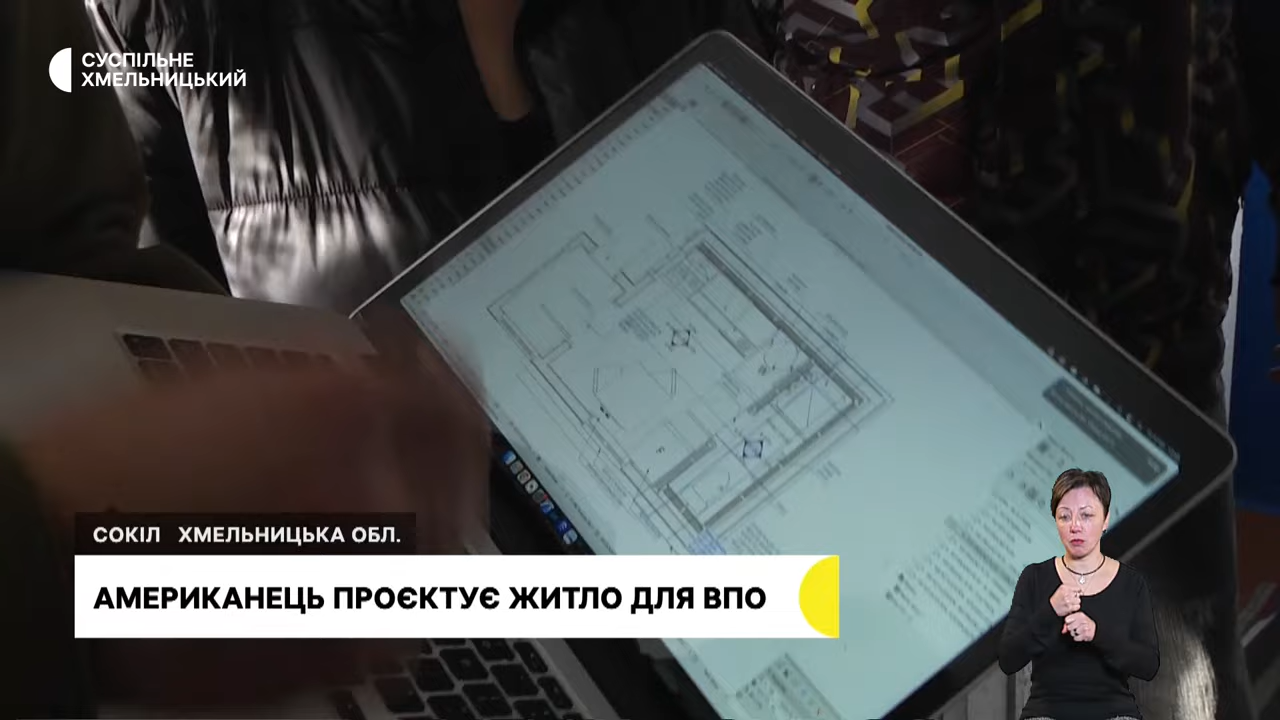 СУСПІЛЬНЕ
ХМЕЛЬНИЦЬКИЙ
СОКІЛ ХМЕЛЬНИЦЬКА ОБЛ.
АМЕРИКАНЕЦЬ ПРОЄКТУЄ ЖИТЛО ДЛЯ ВПО